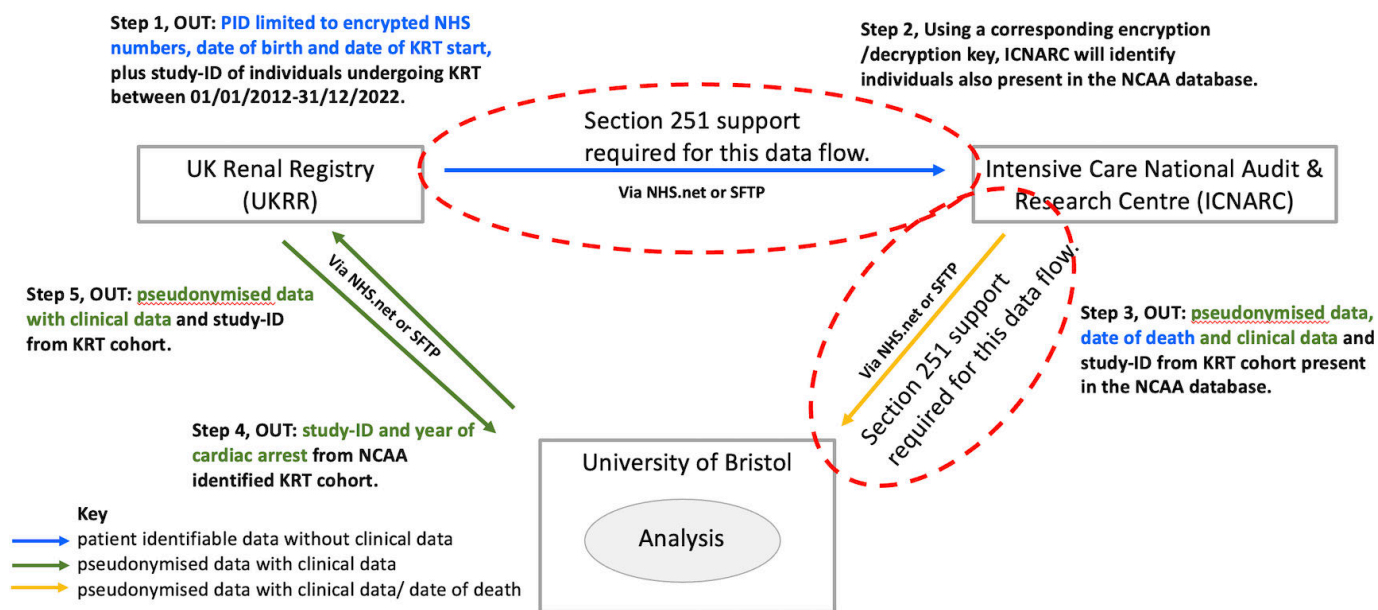 Step 1, OUT: PID limited to encrypted NHS
numbers, date of birth and date of KRT start,
plus study-ID of individuals undergoing KRT
between 01/01/2012-31/12/2022.
Step 2, Using a corresponding encryption
/decryption key, ICNARC will identify
individuals also present in the NCAA database.
Section 251 support
required for this data flow.
Via NHS.net or SFTP
UK Renal Registry
(UKRR)
Intensive Care National Audit &
Research Centre (ICNARC)
Via NHS.net or SFTP
Step 5, OUT: pseudonymised data
with clinical data and study-ID
from KRT cohort.
Via NHS.net or SFTP
Section 251 support
required for this data flow.
Step 3, OUT: pseudonymised data,
date of death and clinical data and
study-ID from KRT cohort present
in the NCAA database.
Step 4, OUT: study-ID and year of
cardiac arrest from NCAA
identified KRT cohort.
University of Bristol
Analysis
Key
patient identifiable data without clinical data
pseudonymised data with clinical data
pseudonymised data with clinical data/ date of death